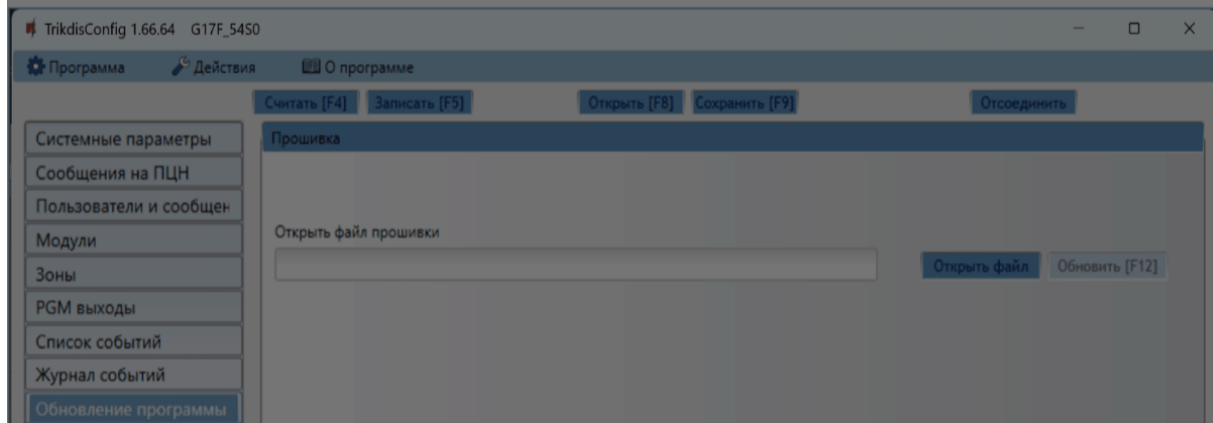 TrikdisConfig 1.66.64 G17F_54S0
Программа Действия О программе
Считать [F4] Записать [F5] Открыть [F8] Сохранить [F9] Отсоединить
Системные параметры
Сообщения на ПЦН
Пользователи и сообщен
Модули
Зоны
PGM выходы
Список событий
Журнал событий
Обновление программы
Прошивка
Открыть файл прошивки
Открыть файл Обновить [F12]